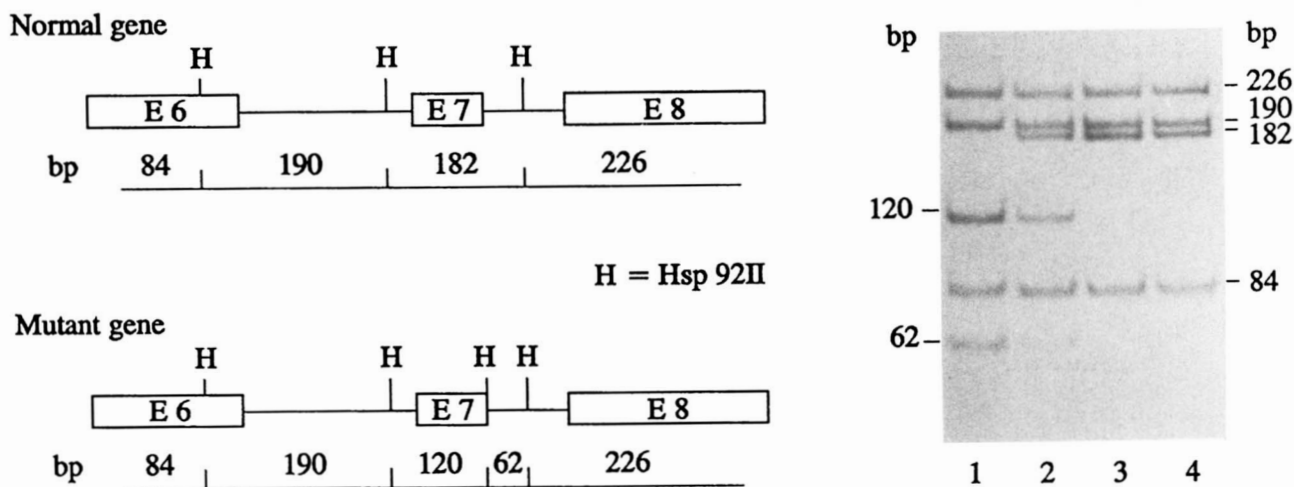 Normal gene
H H H
E 6 E 7 E 8
bp 84 190 182 226
H = Hsp 92II
Mutant gene
H H H H
E 6 E 7 E 8
bp 84 190 120 62 226
bp bp
226
190
182
120
84
62
1 2 3 4